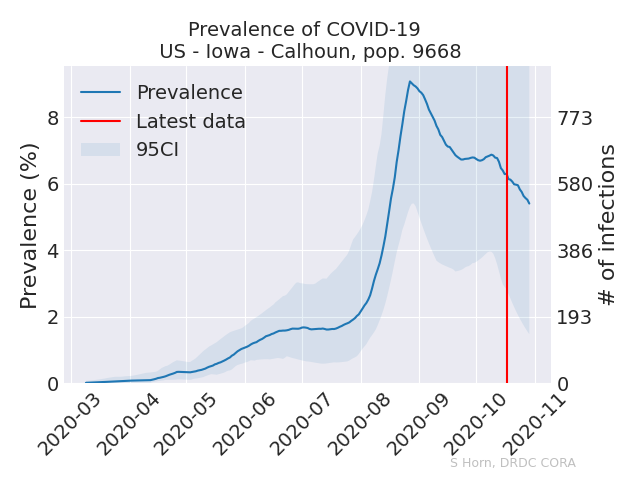 Prevalence of COVID-19
US - Iowa - Calhoun, pop. 9668
Prevalence
Latest data
95CI
Prevalence (%)
8
6
4
2
0
# of infections
773
580
386
193
0
2020-03
2020-04
2020-05
2020-06
2020-07
2020-08
2020-09
2020-10
2020-11
S Horn, DRDC CORA